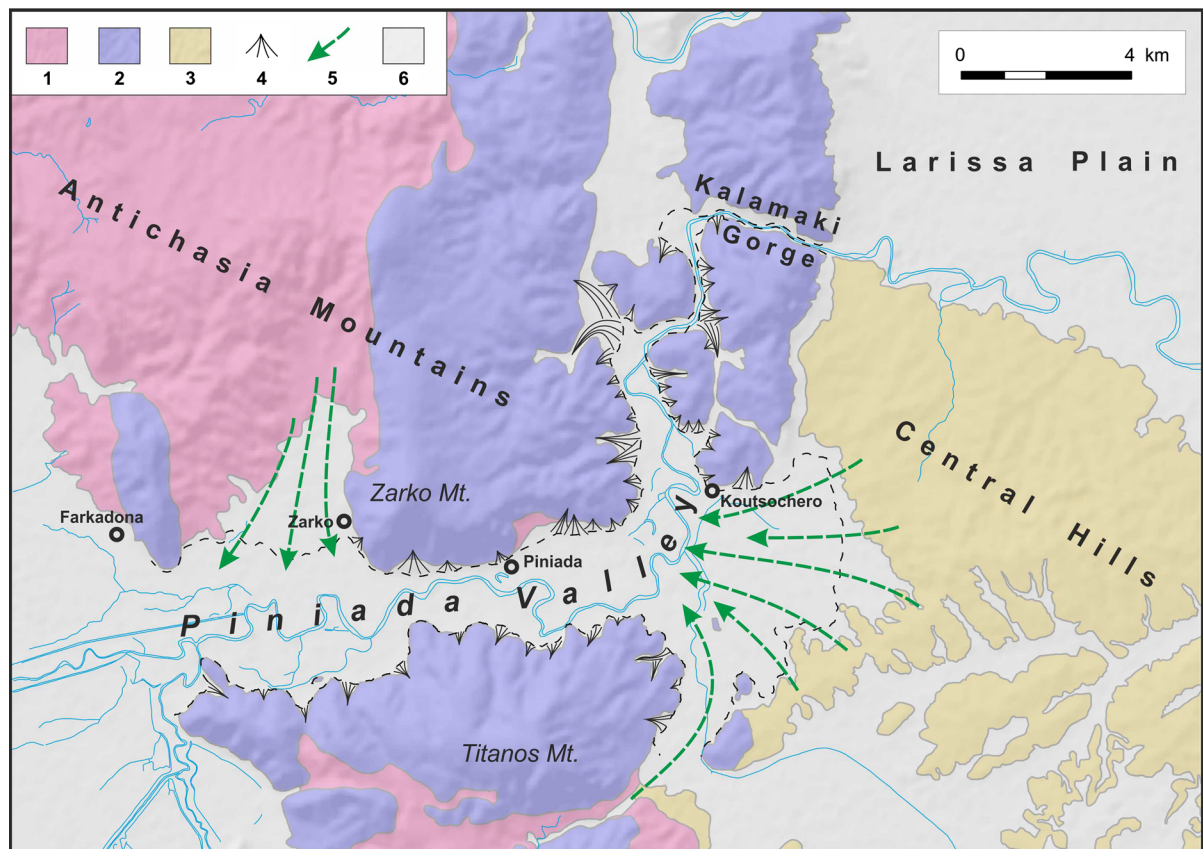 1 2 3 4 5 6
0 4 km
Larissa Plain
Kalamaki
Gorge
Antichasia Mountains
Central Hills
Zarko Mt.
Koutsochero
Farkadona
Zarko
Piniada
Piniada Valley
Titanos Mt.